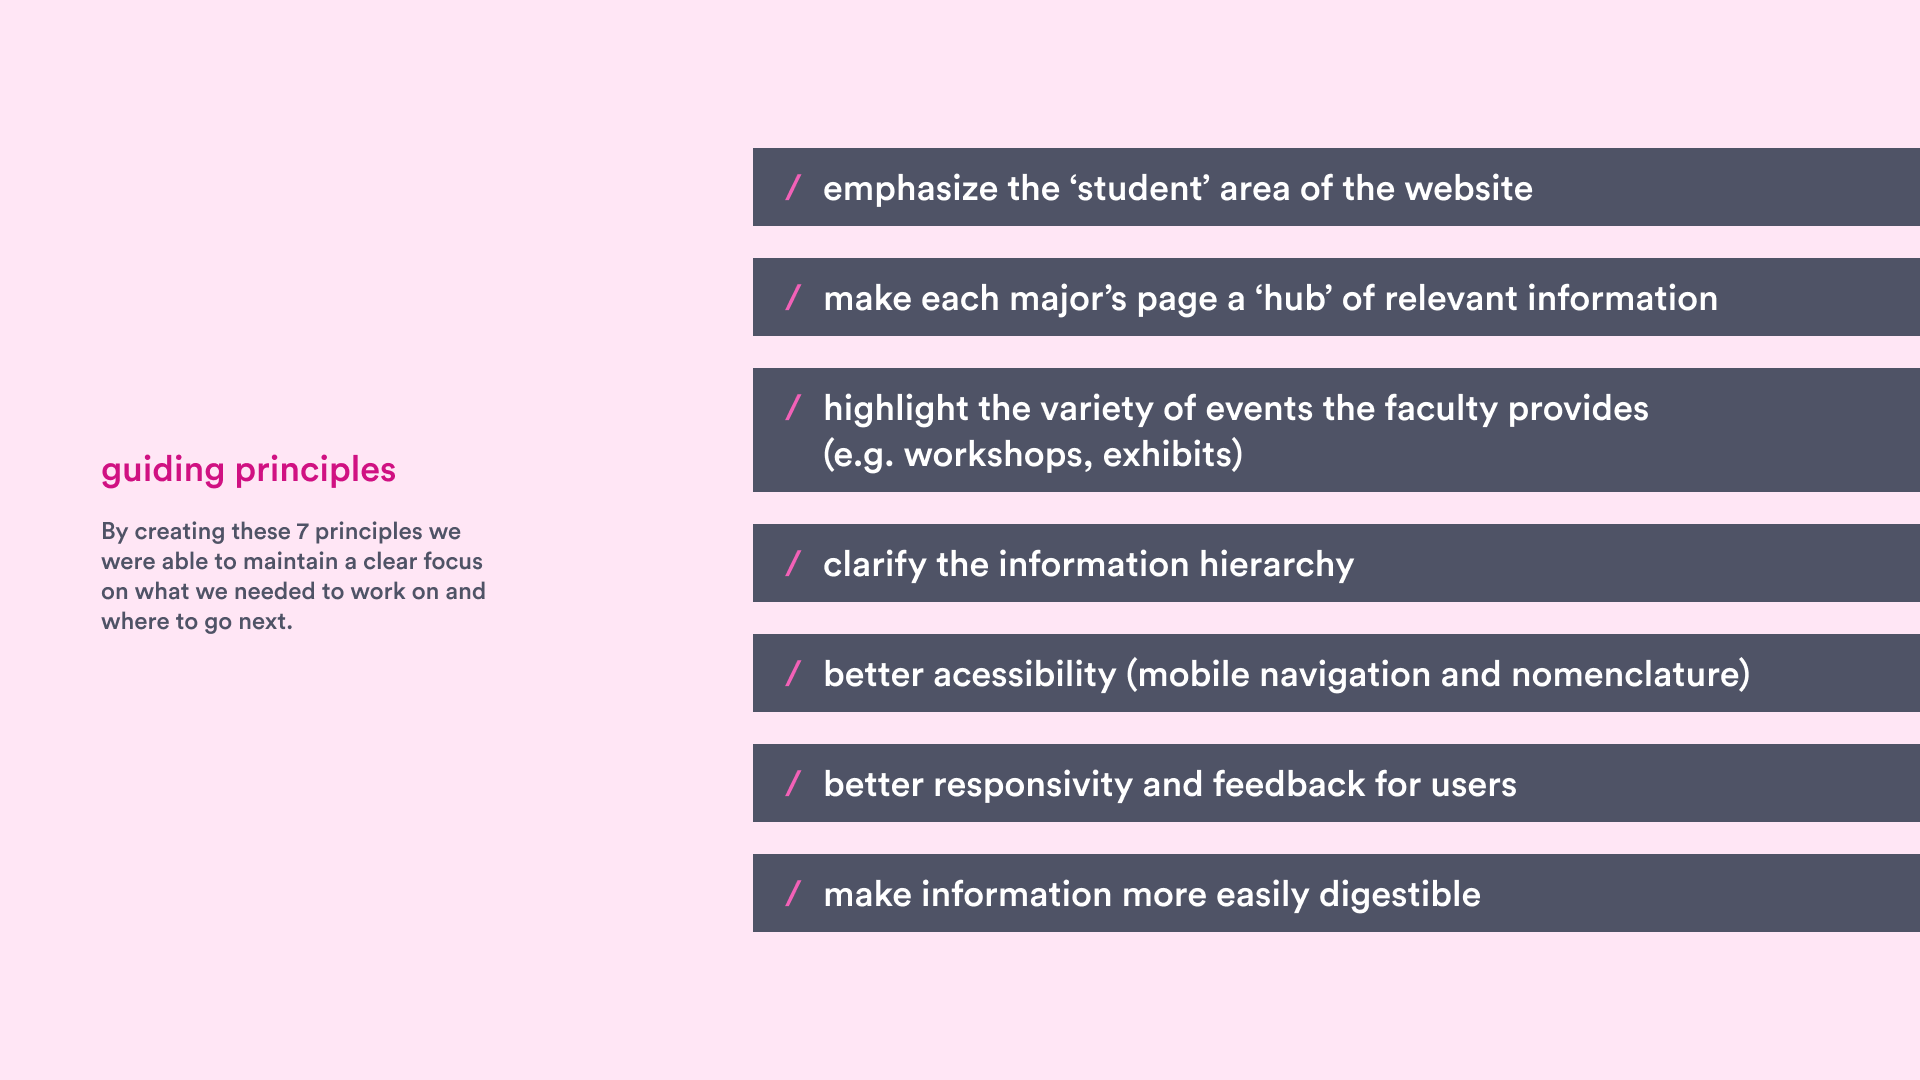 guiding principles
By creating these 7 principles we
were able to maintain a clear focus
on what we needed to work on and
where to go next.
/ emphasize the ‘student’ area of the website
/ make each major’s page a ‘hub’ of relevant information
/ highlight the variety of events the faculty provides
(e.g. workshops, exhibits)
/ clarify the information hierarchy
/ better acessibility (mobile navigation and nomenclature)
/ better responsivity and feedback for users
/ make information more easily digestible